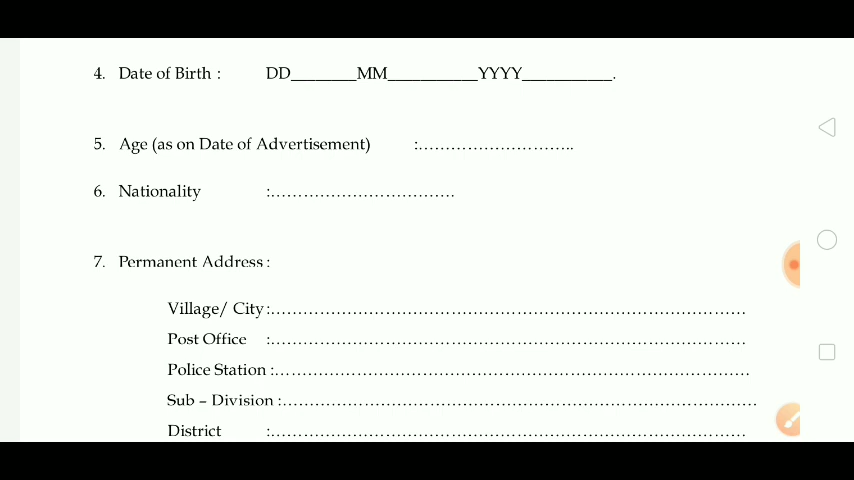 4. Date of Birth : DD________MM___________YYYY___________.
5. Age (as on Date of Advertisement) :………………………..
6. Nationality :…………………………….
7. Permanent Address :
Village/ City:……………………………………………………………………………
Post Office :……………………………………………………………………………
Police Station :……………………………………………………………………………
Sub – Division :……………………………………………………………………………
District :……………………………………………………………………………